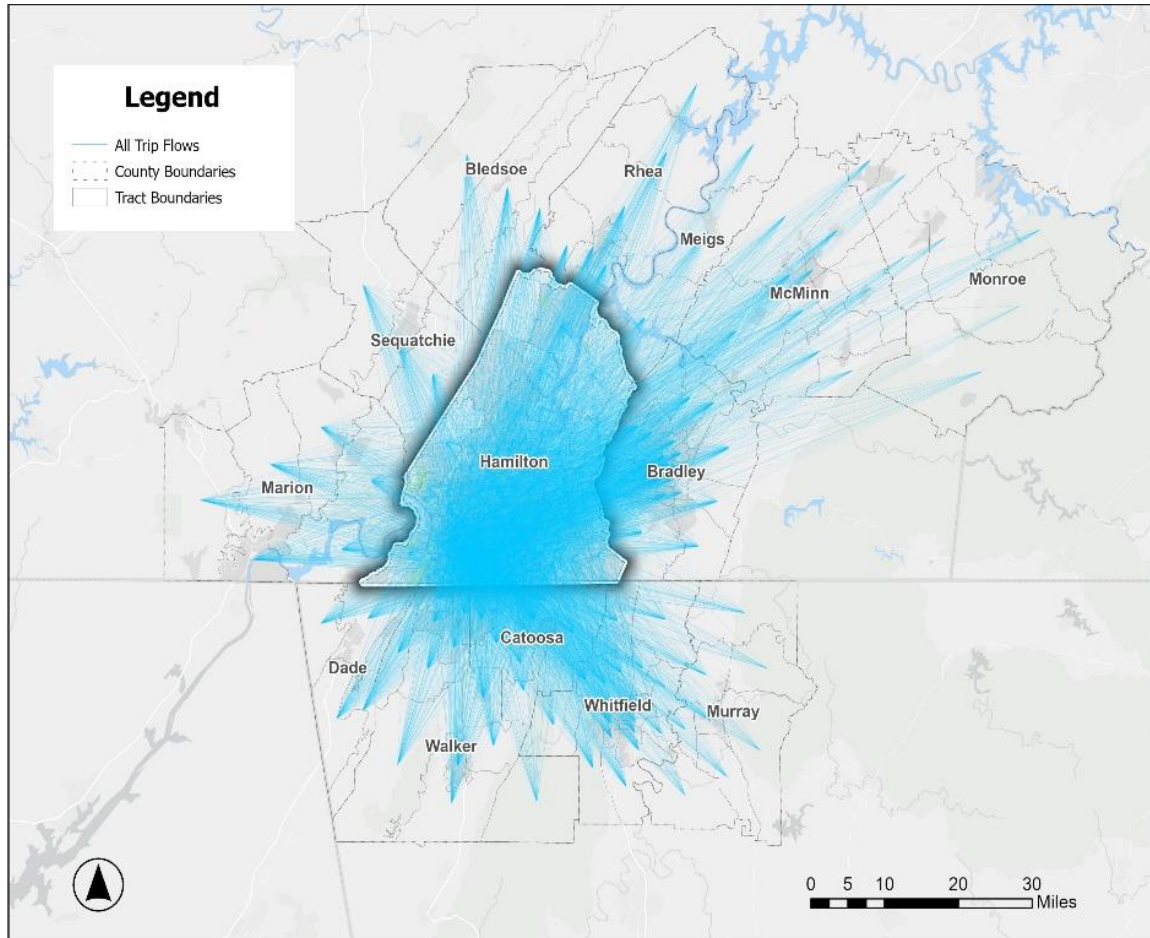 Legend
All Trip Flows
County Boundaries
Tract Boundaries
Bledsoe
Rhea
Meigs
McMinn
Monroe
Sequatchie
Hamilton
Bradley
Marion
Catoosa
Dade
Whitfield
Murray
Walker
0 5 10 20 30
Miles